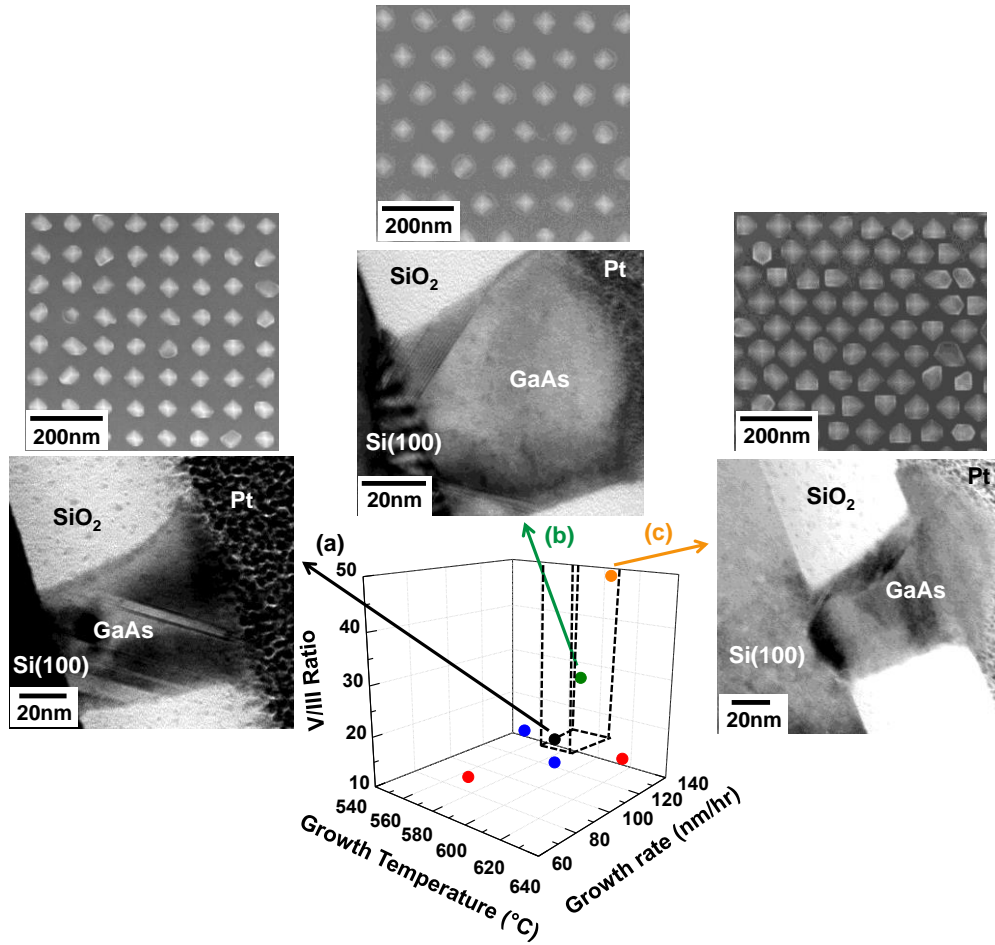 200nm
SiO2
Pt
GaAs
Si(100)
20nm
200nm
SiO2
Pt
GaAs
Si(100)
20nm
200nm
SiO2
Pt
GaAs
Si(100)
20nm
(a)
(b)
(c)
50
40
30
20
10
V/III Ratio
540
560
580
600
620
640
Growth Temperature (°C)
60
80
100
120
140
Growth rate (nm/hr)